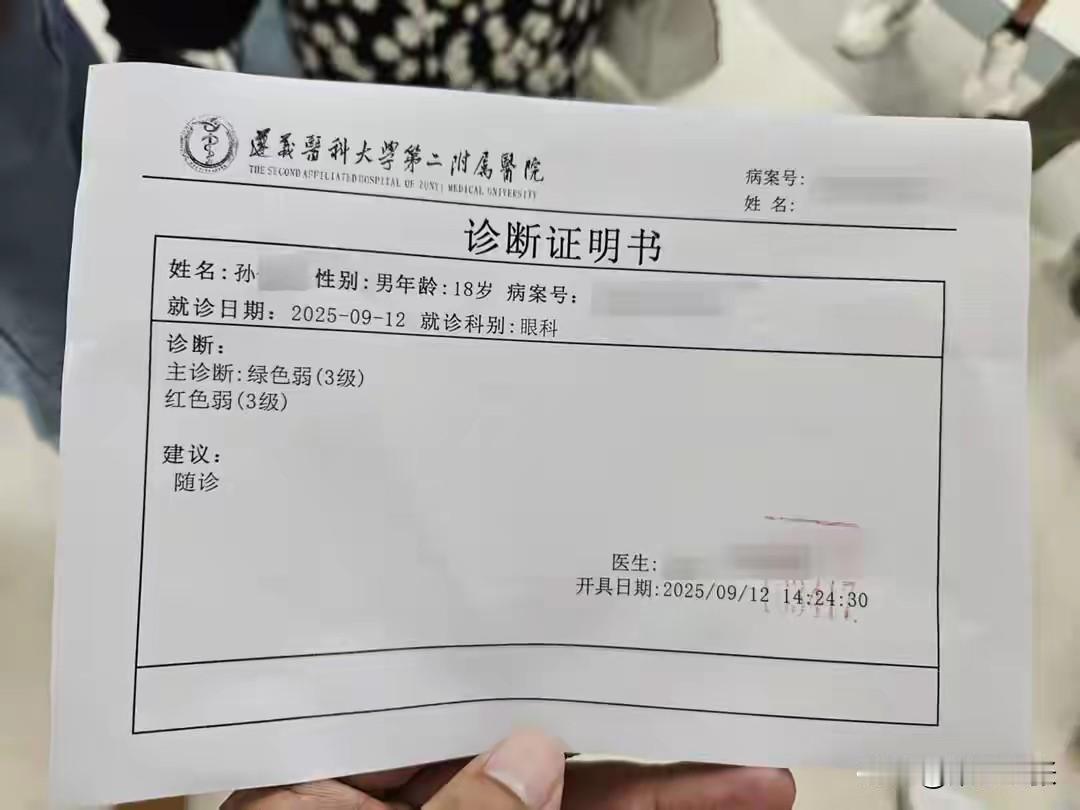 遵義醫科大學第二附属醫院
THE SECOND AFFILIATED HOSPITAL OF ZUNYI MEDICAL UNIVERSITY
病案号:
姓 名:
诊断证明书
姓名:孙 性别:男年龄:18岁 病案号:
就诊日期: 2025-09-12 就诊科别:眼科
诊断:
主诊断:绿色弱(3级)
红色弱(3级)
建议:
随诊
医生:
开具日期:2025/09/12 14:24:30